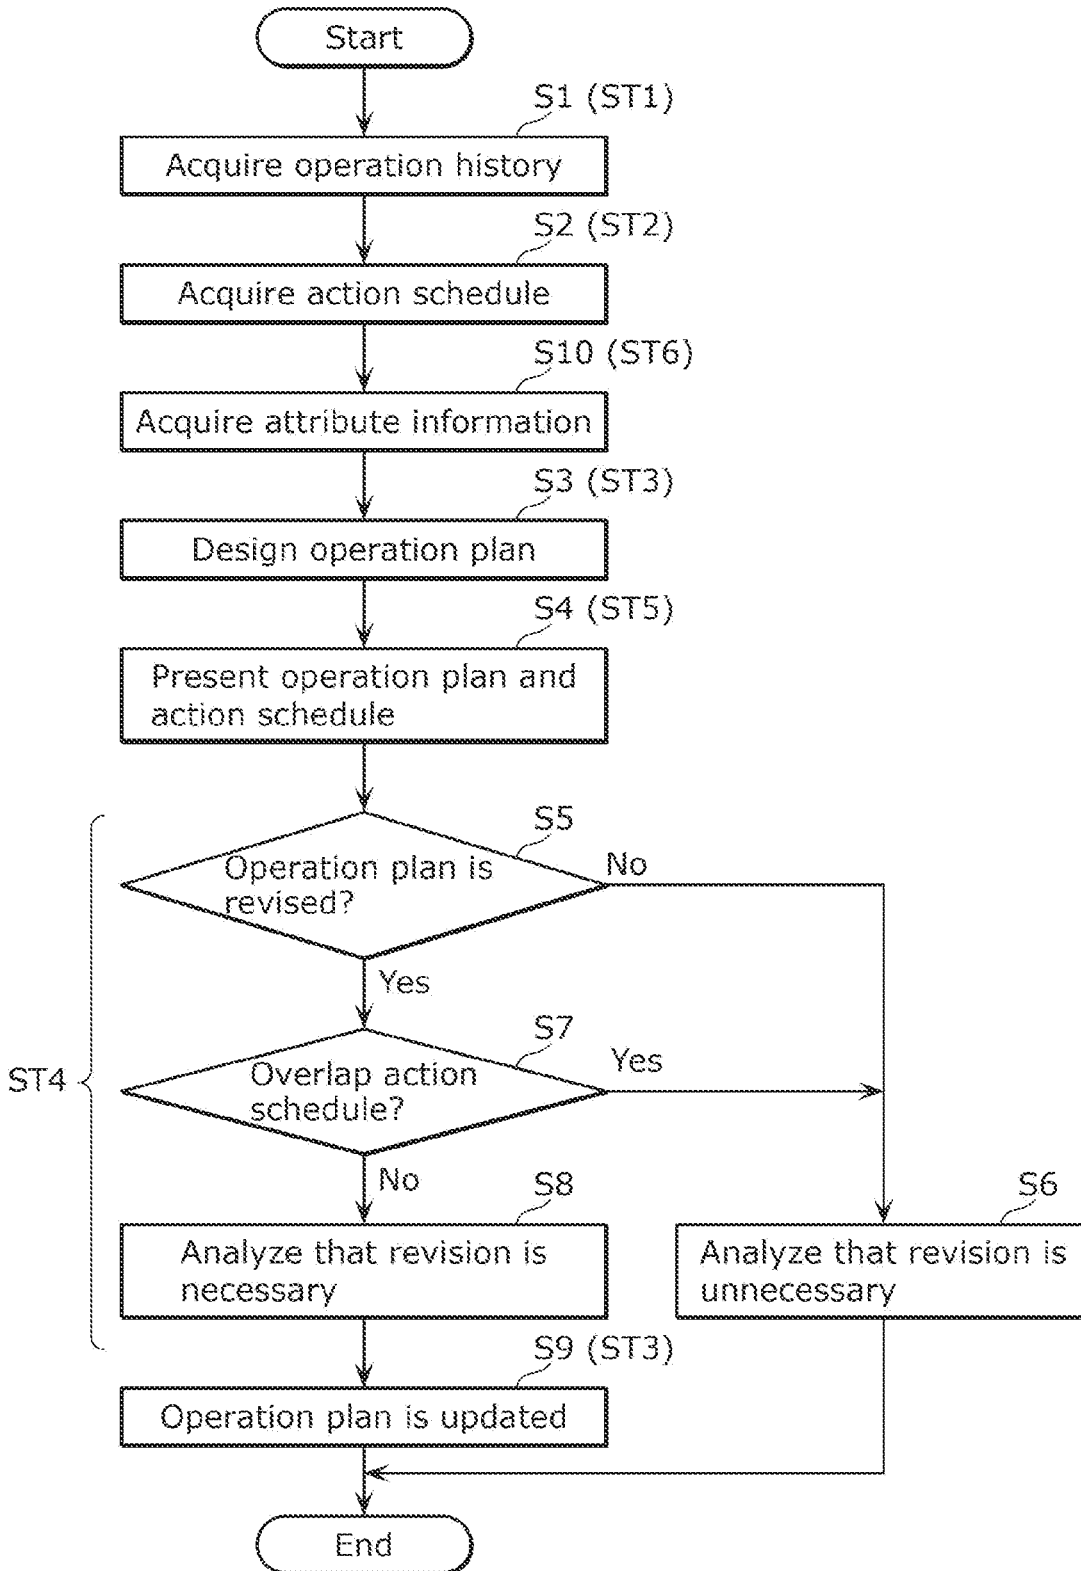 Start
S1 (ST1)
Acquire operation history
S2 (ST2)
Acquire action schedule
S10 (ST6)
Acquire attribute information
S3 (ST3)
Design operation plan
S4 (ST5)
Present operation plan and
action schedule
S5
Operation plan is
revised?
No
Yes
S7
Overlap action
schedule?
Yes
ST4
No
S8
Analyze that revision is
necessary
S6
Analyze that revision is
unnecessary
S9 (ST3)
Operation plan is updated
End